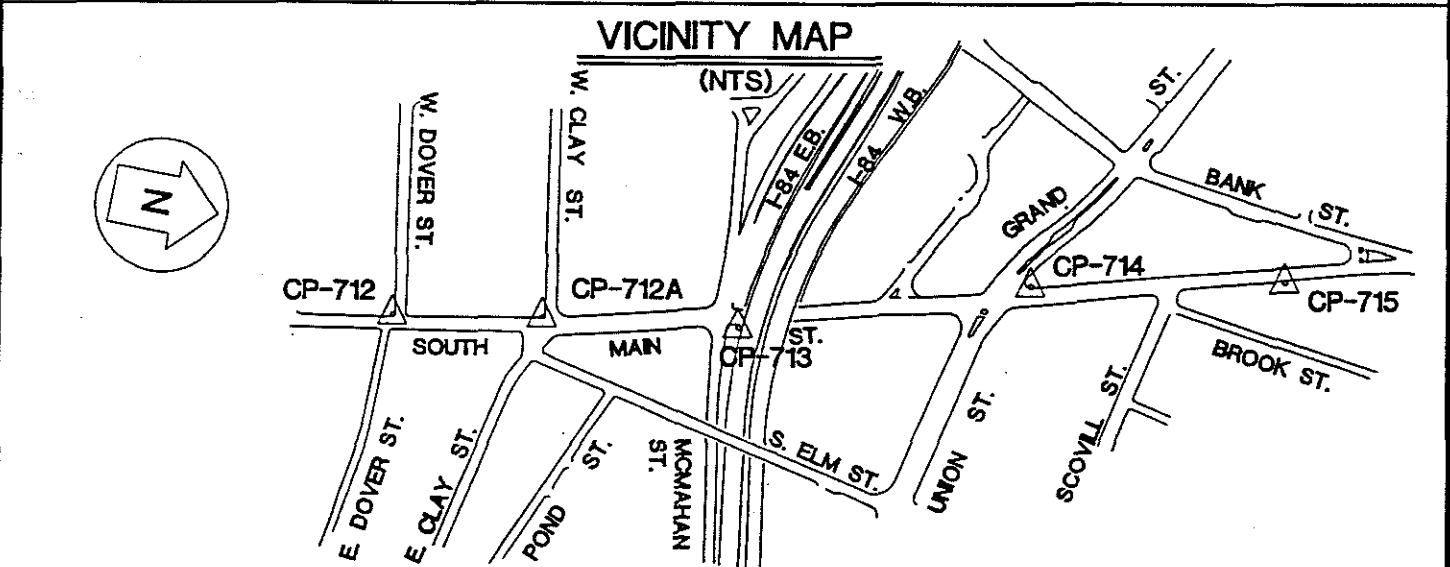 VICINITY MAP
(NTS)
N
W. DOVER ST.
W. CLAY ST.
I-84 E.B.
I-84 W.B.
GRAND
ST.
BANK
ST.
CP-712
CP-712A
CP-713
CP-714
CP-715
SOUTH
MAIN
ST.
BROOK ST.
E. DOVER ST.
E. CLAY ST.
POND
ST.
MCMAHAN
ST.
S. ELM ST.
UNION ST.
SCOVILL ST.